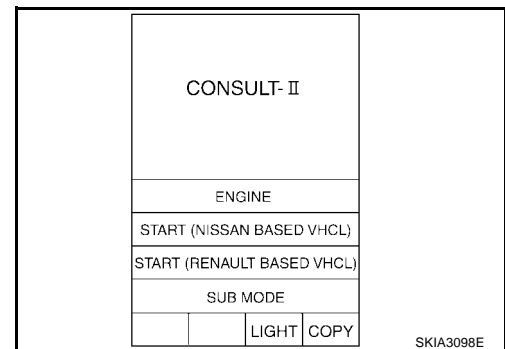 CONSULT-II
ENGINE
START (NISSAN BASED VHCL)
START (RENAULT BASED VHCL)
SUB MODE
LIGHT COPY
SKIA3098E